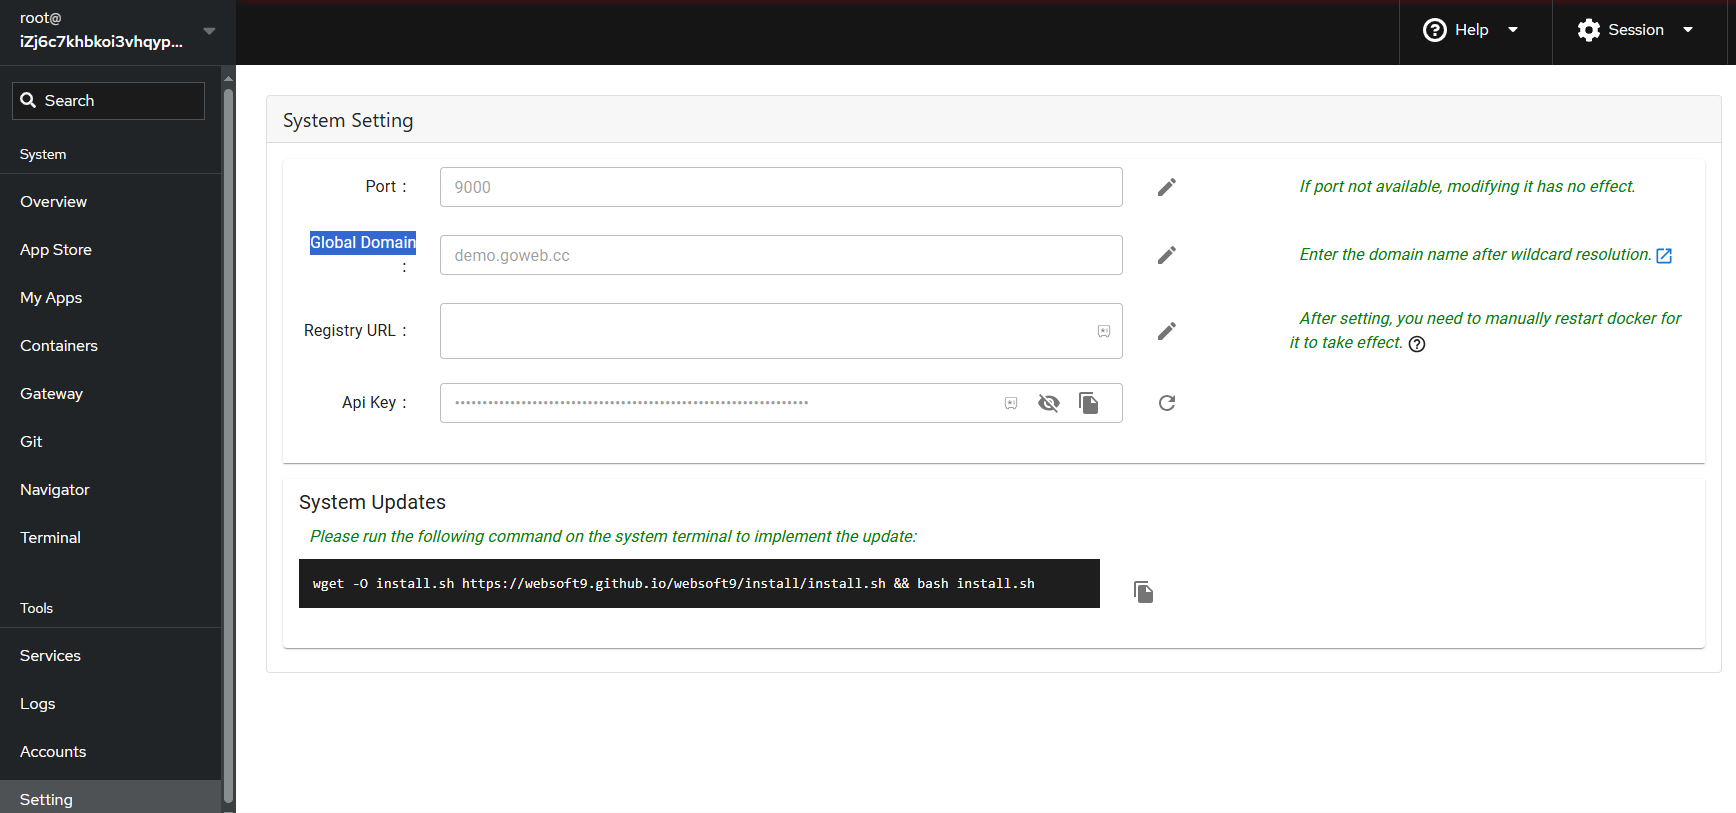 root@
iZj6c7khbkoi3vhqyp...
Help
Session
Search
System
Overview
App Store
My Apps
Containers
Gateway
Git
Navigator
Terminal
Tools
Services
Logs
Accounts
Setting
System Setting
Port :
9000
If port not available, modifying it has no effect.
Global Domain
:
demo.goweb.cc
Enter the domain name after wildcard resolution.
Registry URL :
After setting, you need to manually restart docker for
it to take effect.
Api Key :
System Updates
Please run the following command on the system terminal to implement the update:
wget -O install.sh https://websoft9.github.io/websoft9/install/install.sh && bash install.sh